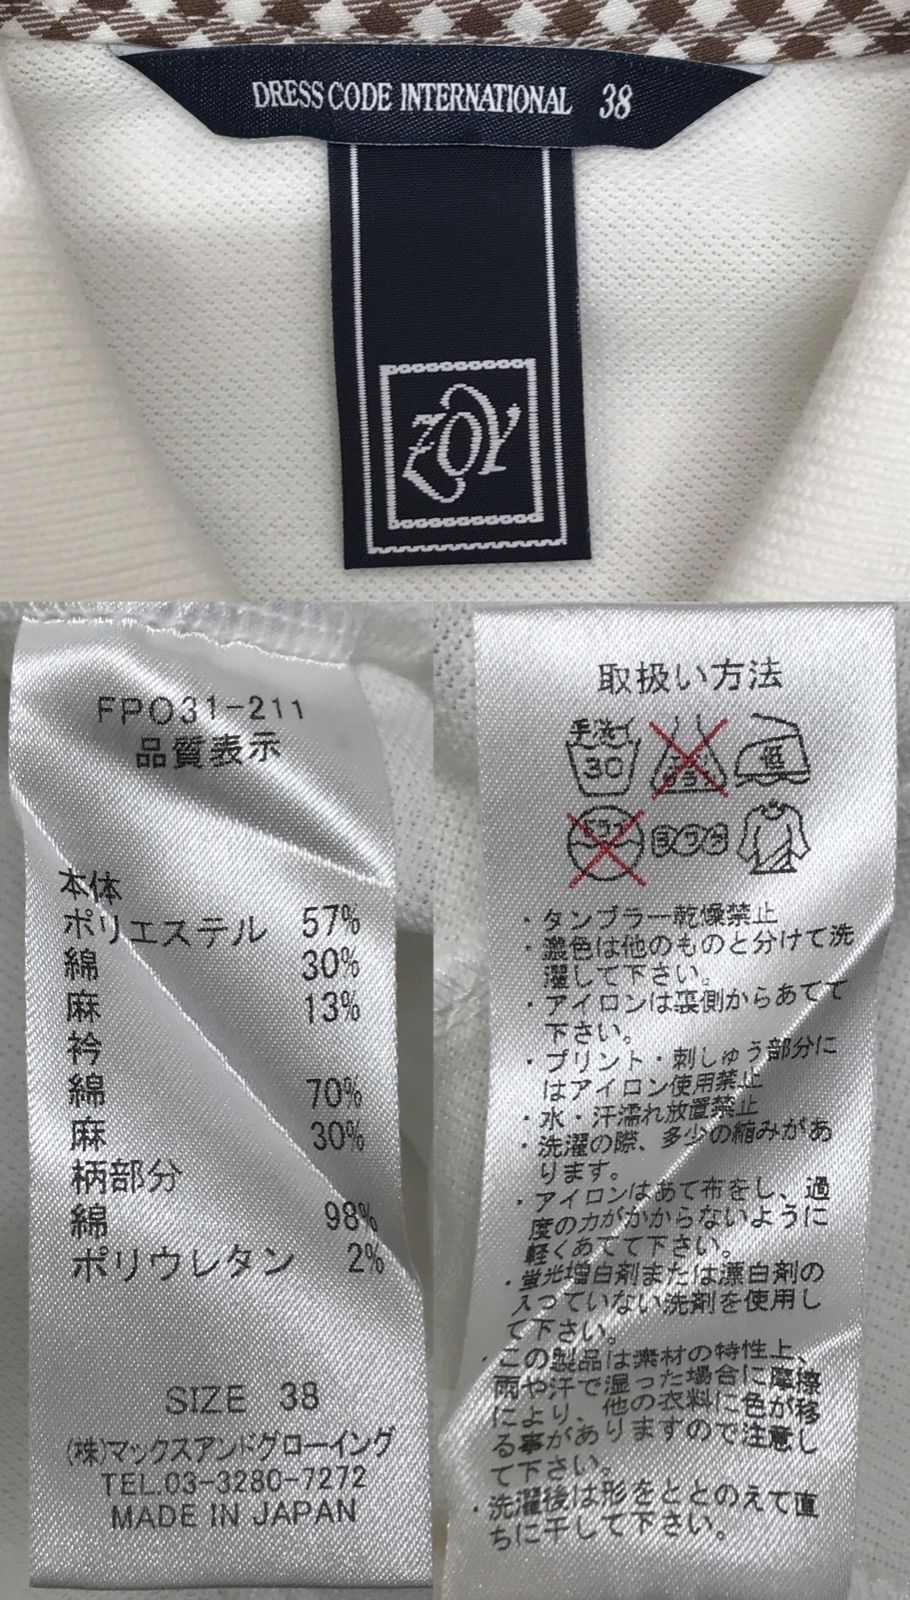 DRESS CODE INTERNATIONAL 38
ZOY
FPO31-211
品質表示
本体
ポリエステル 57%
綿 30%
麻 13%
衿
綿 70%
麻 30%
柄部分
綿 98%
ポリウレタン 2%
SIZE 38
(株)マックスアンドグローイング
TEL.03-3280-7272
MADE IN JAPAN
取扱い方法
手洗イ
30
エンソサラシ
低
ドライ
ヨワク
・タンブラー乾燥禁止
・濃色は他のものと分けて洗
濯して下さい。
・アイロンは裏側からあてて
下さい。
・プリント・刺しゅう部分に
はアイロン使用禁止
・水・汗濡れ放置禁止
・洗濯の際、多少の縮みがあ
ります。
・アイロンはあて布をし、過
度の力がかからないように
軽くあてて下さい。
・蛍光増白剤または漂白剤の
入っていない洗剤を使用し
て下さい。
・この製品は素材の特性上、
雨や汗で湿った場合に摩擦
により、他の衣料に色が移
る事がありますので注意し
て下さい。
・洗濯後は形をととのえて直
ちに干して下さい。